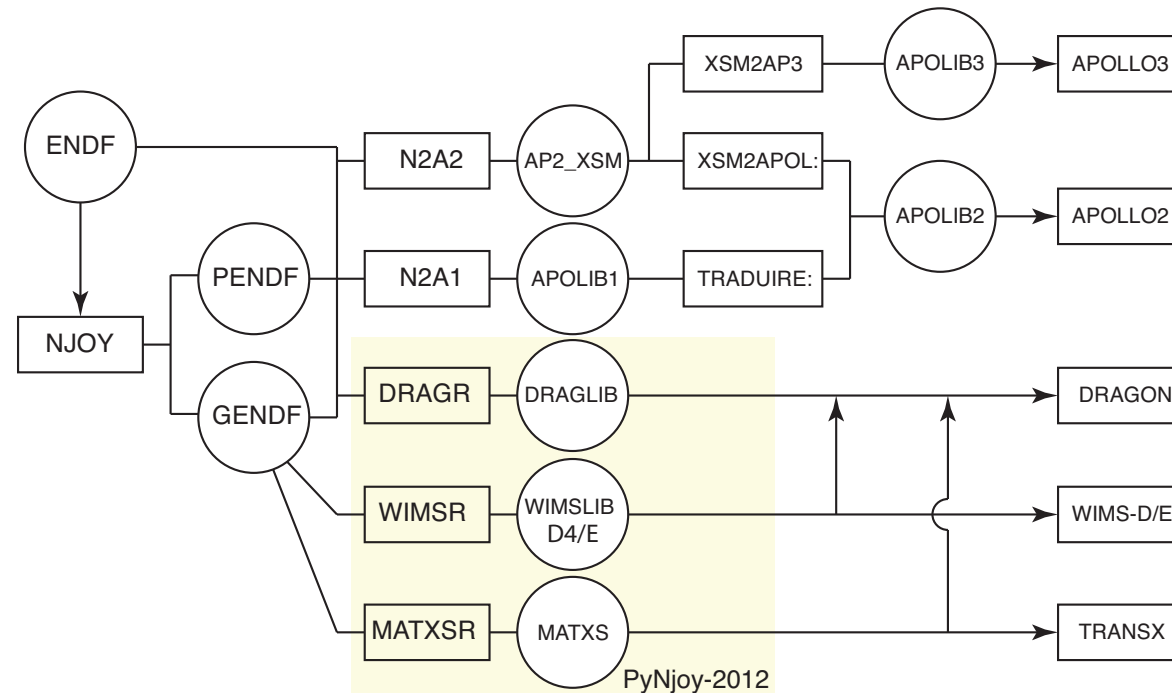 XSM2AP3
APOLIB3
APOLLO3
ENDF
N2A2
AP2_XSM
XSM2APOL:
APOLIB2
APOLLO2
PENDF
N2A1
APOLIB1
TRADUIRE:
NJOY
GENDF
DRAGR
DRAGLIB
DRAGON
WIMSR
WIMSLIB
D4/E
WIMS-D/E
MATXSR
MATXS
TRANSX
PyNjoy-2012